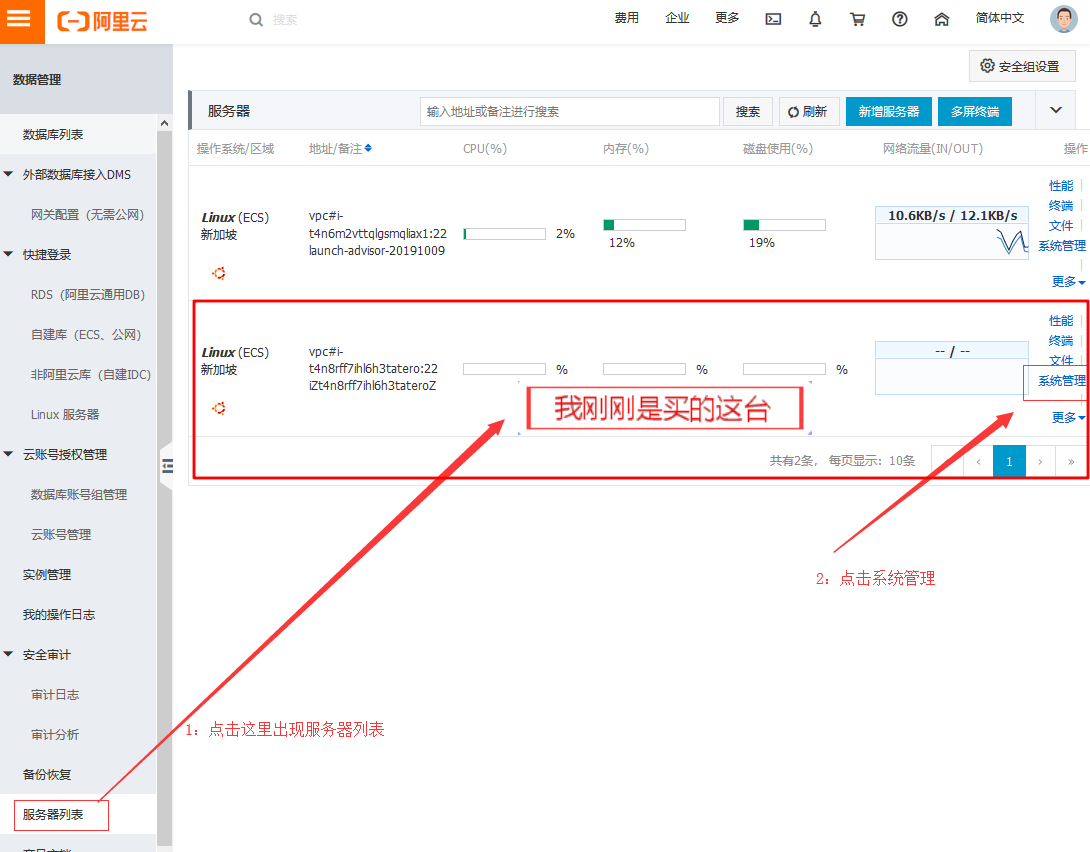 阿里云
搜索
费用 企业 更多 简体中文
数据管理
安全组设置
服务器 输入地址或备注进行搜索 搜索 刷新 新增服务器 多屏终端
操作系统/区域 地址/备注 CPU(%) 内存(%) 磁盘使用(%) 网络流量(IN/OUT) 操作
Linux (ECS)
新加坡
vpc#i-
t4n6m2vttqlgsmqliax1:22
launch-advisor-20191009
2%
12%
19%
10.6KB/s / 12.1KB/s
性能
终端
文件
系统管理
更多
Linux (ECS)
新加坡
vpc#i-
t4n8rff7ihl6h3tatero:22
iZt4n8rff7ihl6h3tateroZ
%
%
%
-- / --
性能
终端
文件
系统管理
更多
我刚刚是买的这台
共有2条， 每页显示：10条 ‹ 1 › »
2：点击系统管理
1：点击这里出现服务器列表
数据库列表
外部数据库接入DMS
网关配置（无需公网）
快捷登录
RDS（阿里云通用DB）
自建库（ECS、公网）
非阿里云库（自建IDC）
Linux 服务器
云账号授权管理
数据库账号组管理
云账号管理
实例管理
我的操作日志
安全审计
审计日志
审计分析
备份恢复
服务器列表